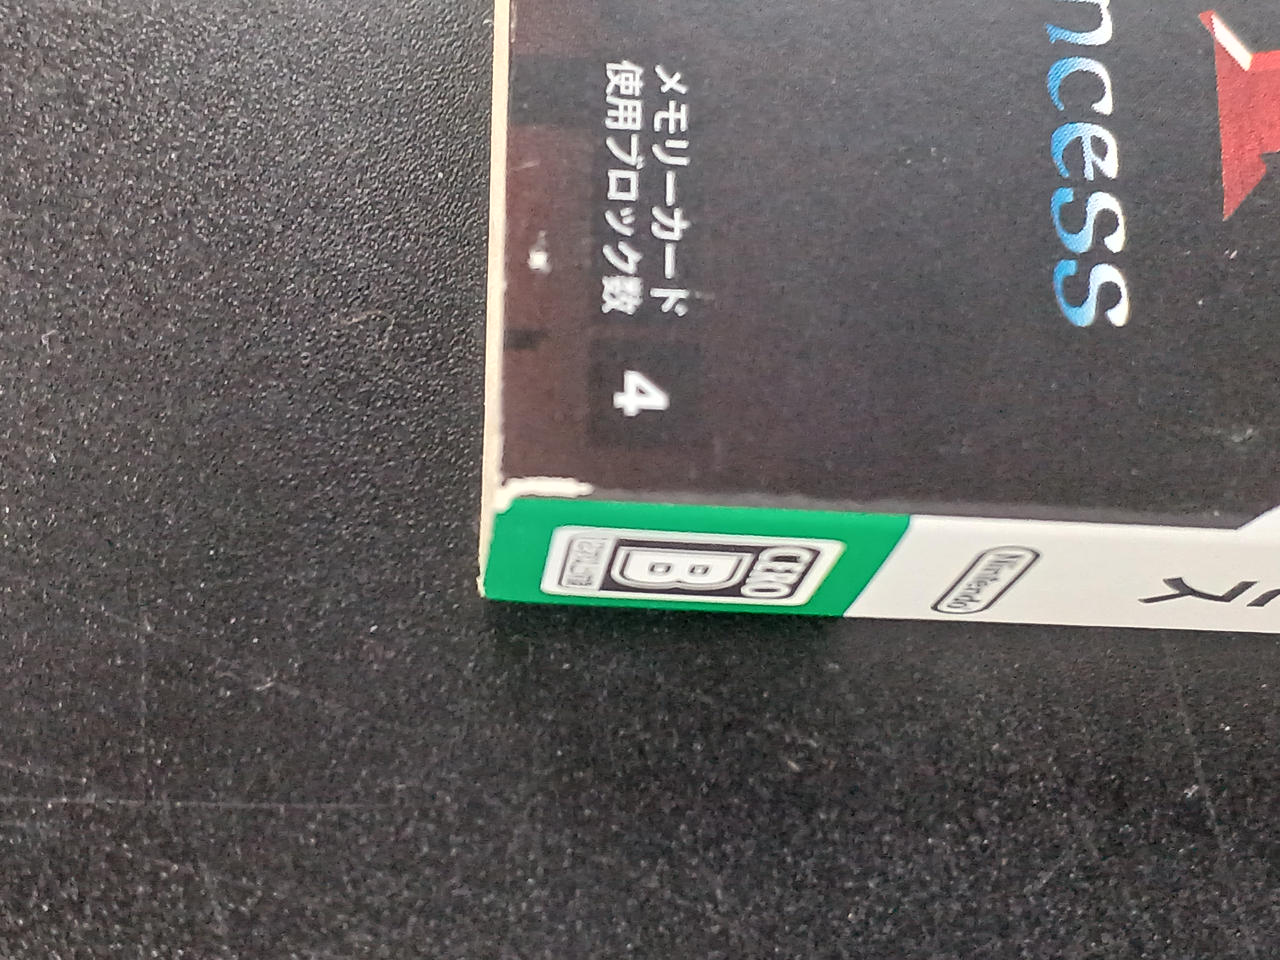 ncess
メモリーカード
使用ブロック数
4
CERO
B
12才以上対象
Nintendo
ス